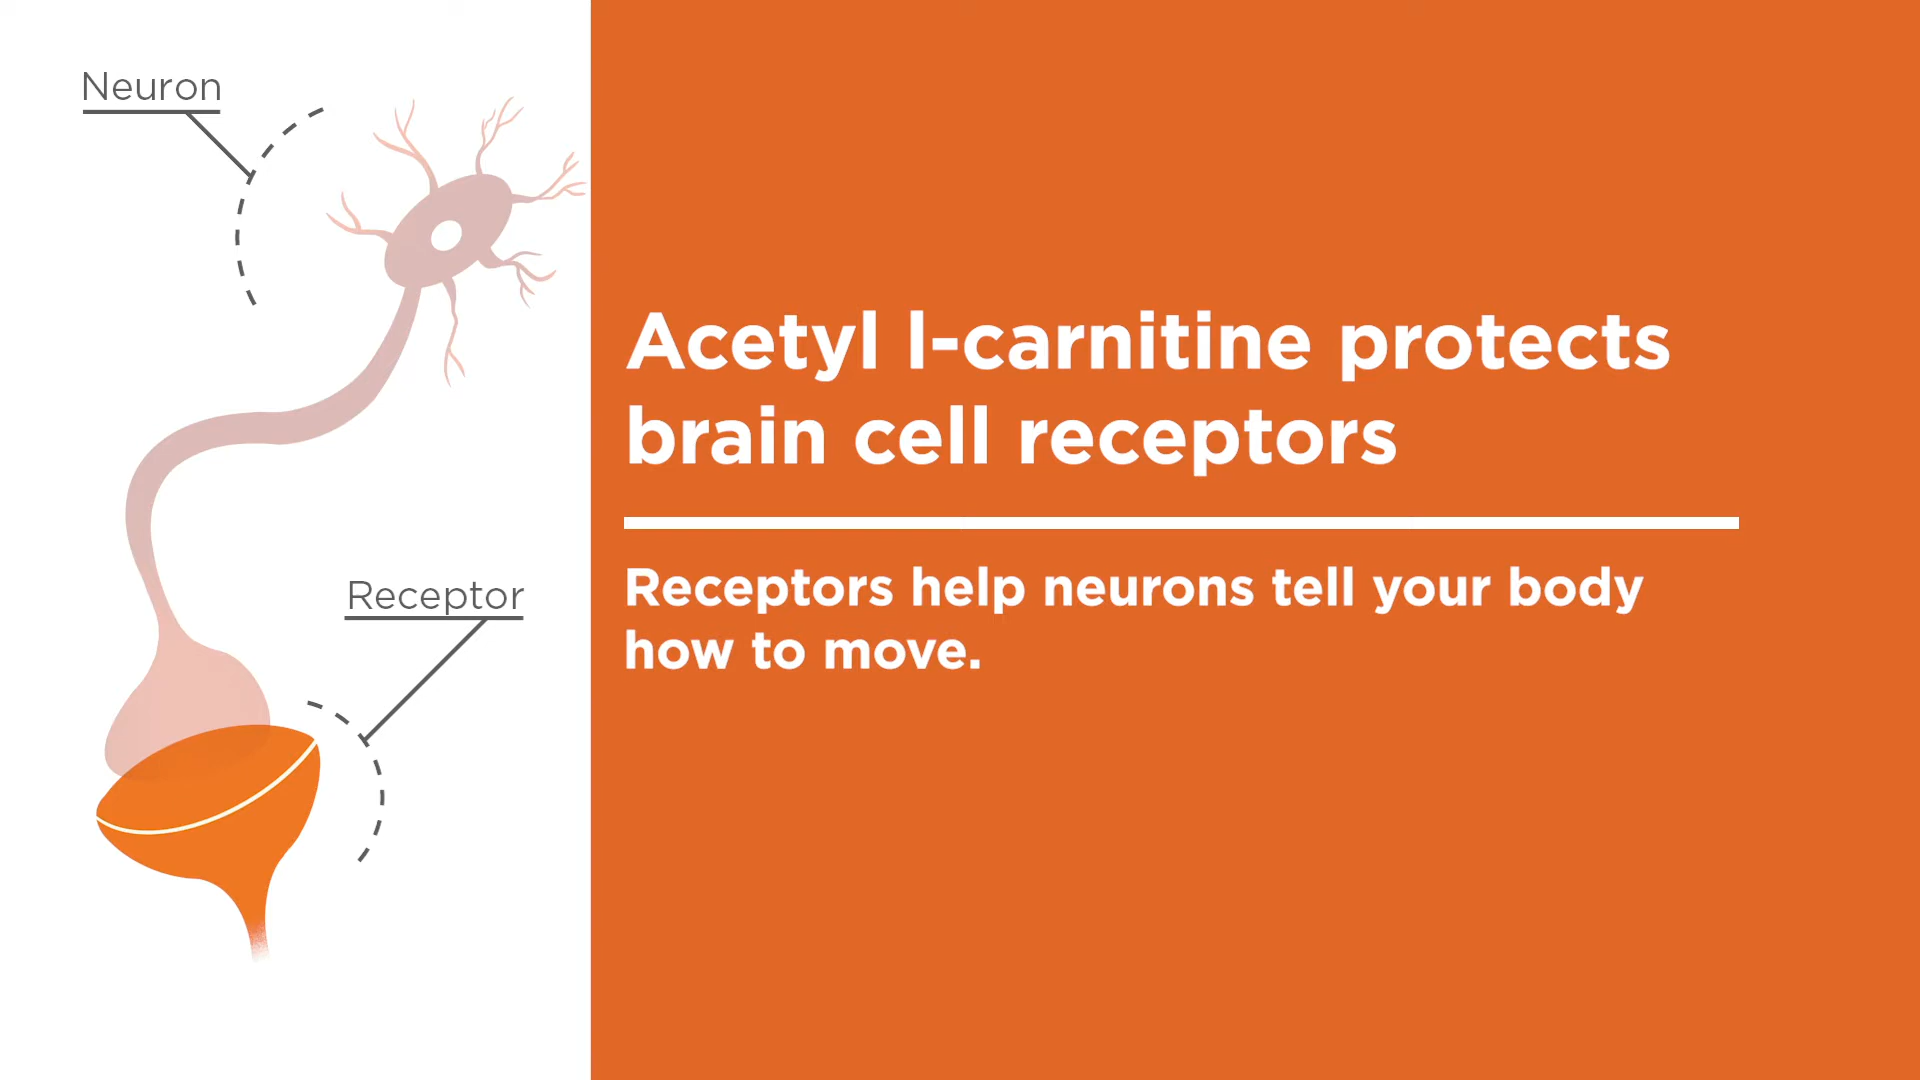 Neuron
Acetyl l-carnitine protects
brain cell receptors
Receptors help neurons tell your body
how to move.
Receptor